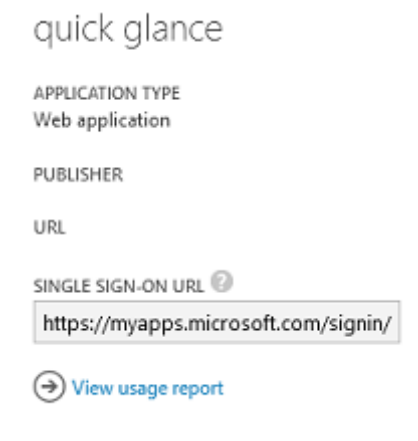 quick glance
APPLICATION TYPE
Web application
PUBLISHER
URL
SINGLE SIGN-ON URL ?
https://myapps.microsoft.com/signin/
View usage report